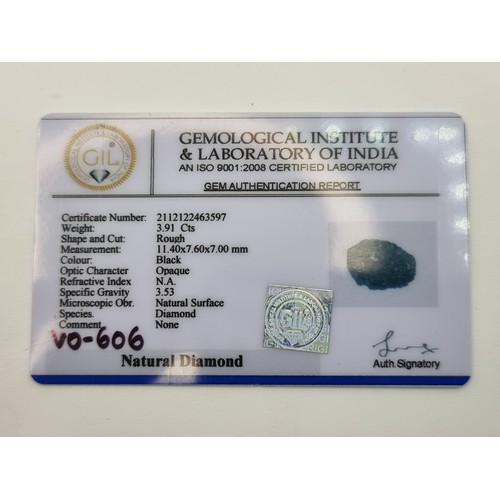 GIL
GEMOLOGICAL INSTITUTE
& LABORATORY OF INDIA
AN ISO 9001:2008 CERTIFIED LABORATORY
GEM AUTHENTICATION REPORT
Certificate Number: 2112122463597
Weight: 3.91 Cts
Shape and Cut: Rough
Measurement: 11.40x7.60x7.00 mm
Colour: Black
Optic Character Opaque
Refractive Index N.A.
Specific Gravity 3.53
Microscopic Obr. Natural Surface
Species. Diamond
Comment None
VO-606
Natural Diamond
GIL
Auth.Signatory